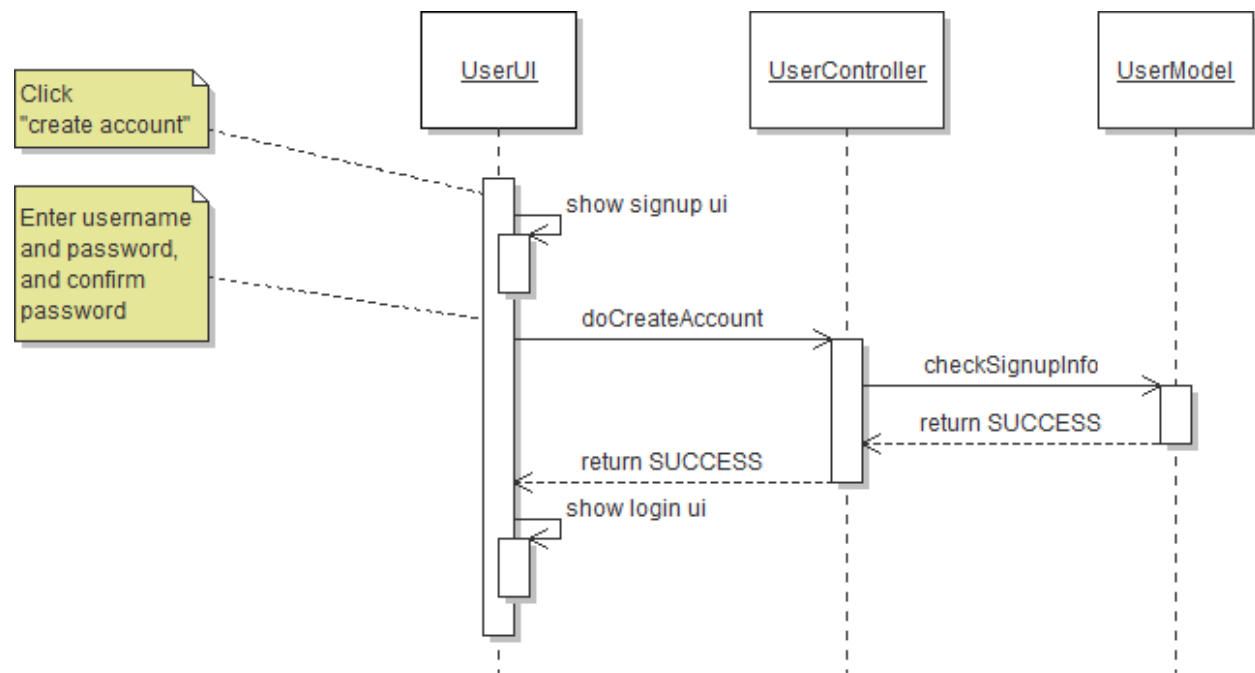 UserUI
UserController
UserModel
Click
"create account"
show signup ui
Enter username
and password,
and confirm
password
doCreateAccount
checkSignupInfo
return SUCCESS
return SUCCESS
show login ui